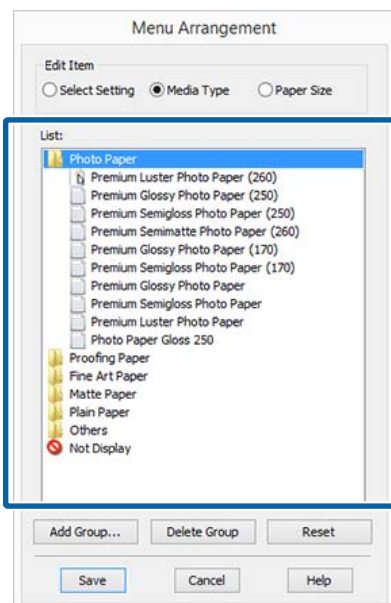 Menu Arrangement
Edit Item
Select Setting Media Type Paper Size
List:
Photo Paper
Premium Luster Photo Paper (260)
Premium Glossy Photo Paper (250)
Premium Semigloss Photo Paper (250)
Premium Semimatte Photo Paper (260)
Premium Glossy Photo Paper (170)
Premium Semigloss Photo Paper (170)
Premium Glossy Photo Paper
Premium Semigloss Photo Paper
Premium Luster Photo Paper
Photo Paper Gloss 250
Proofing Paper
Fine Art Paper
Matte Paper
Plain Paper
Others
Not Display
Add Group... Delete Group Reset
Save Cancel Help